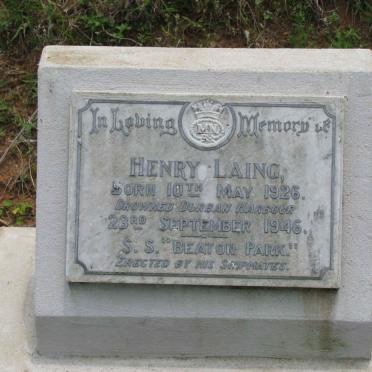 In Loving MN Memory of
HENRY LAING,
BORN 10TH MAY 1926.
DROWNED DURBAN HARBOUR
23RD SEPTEMBER 1946.
S.S. "BEATON PARK."
ERECTED BY HIS SHIPMATES.